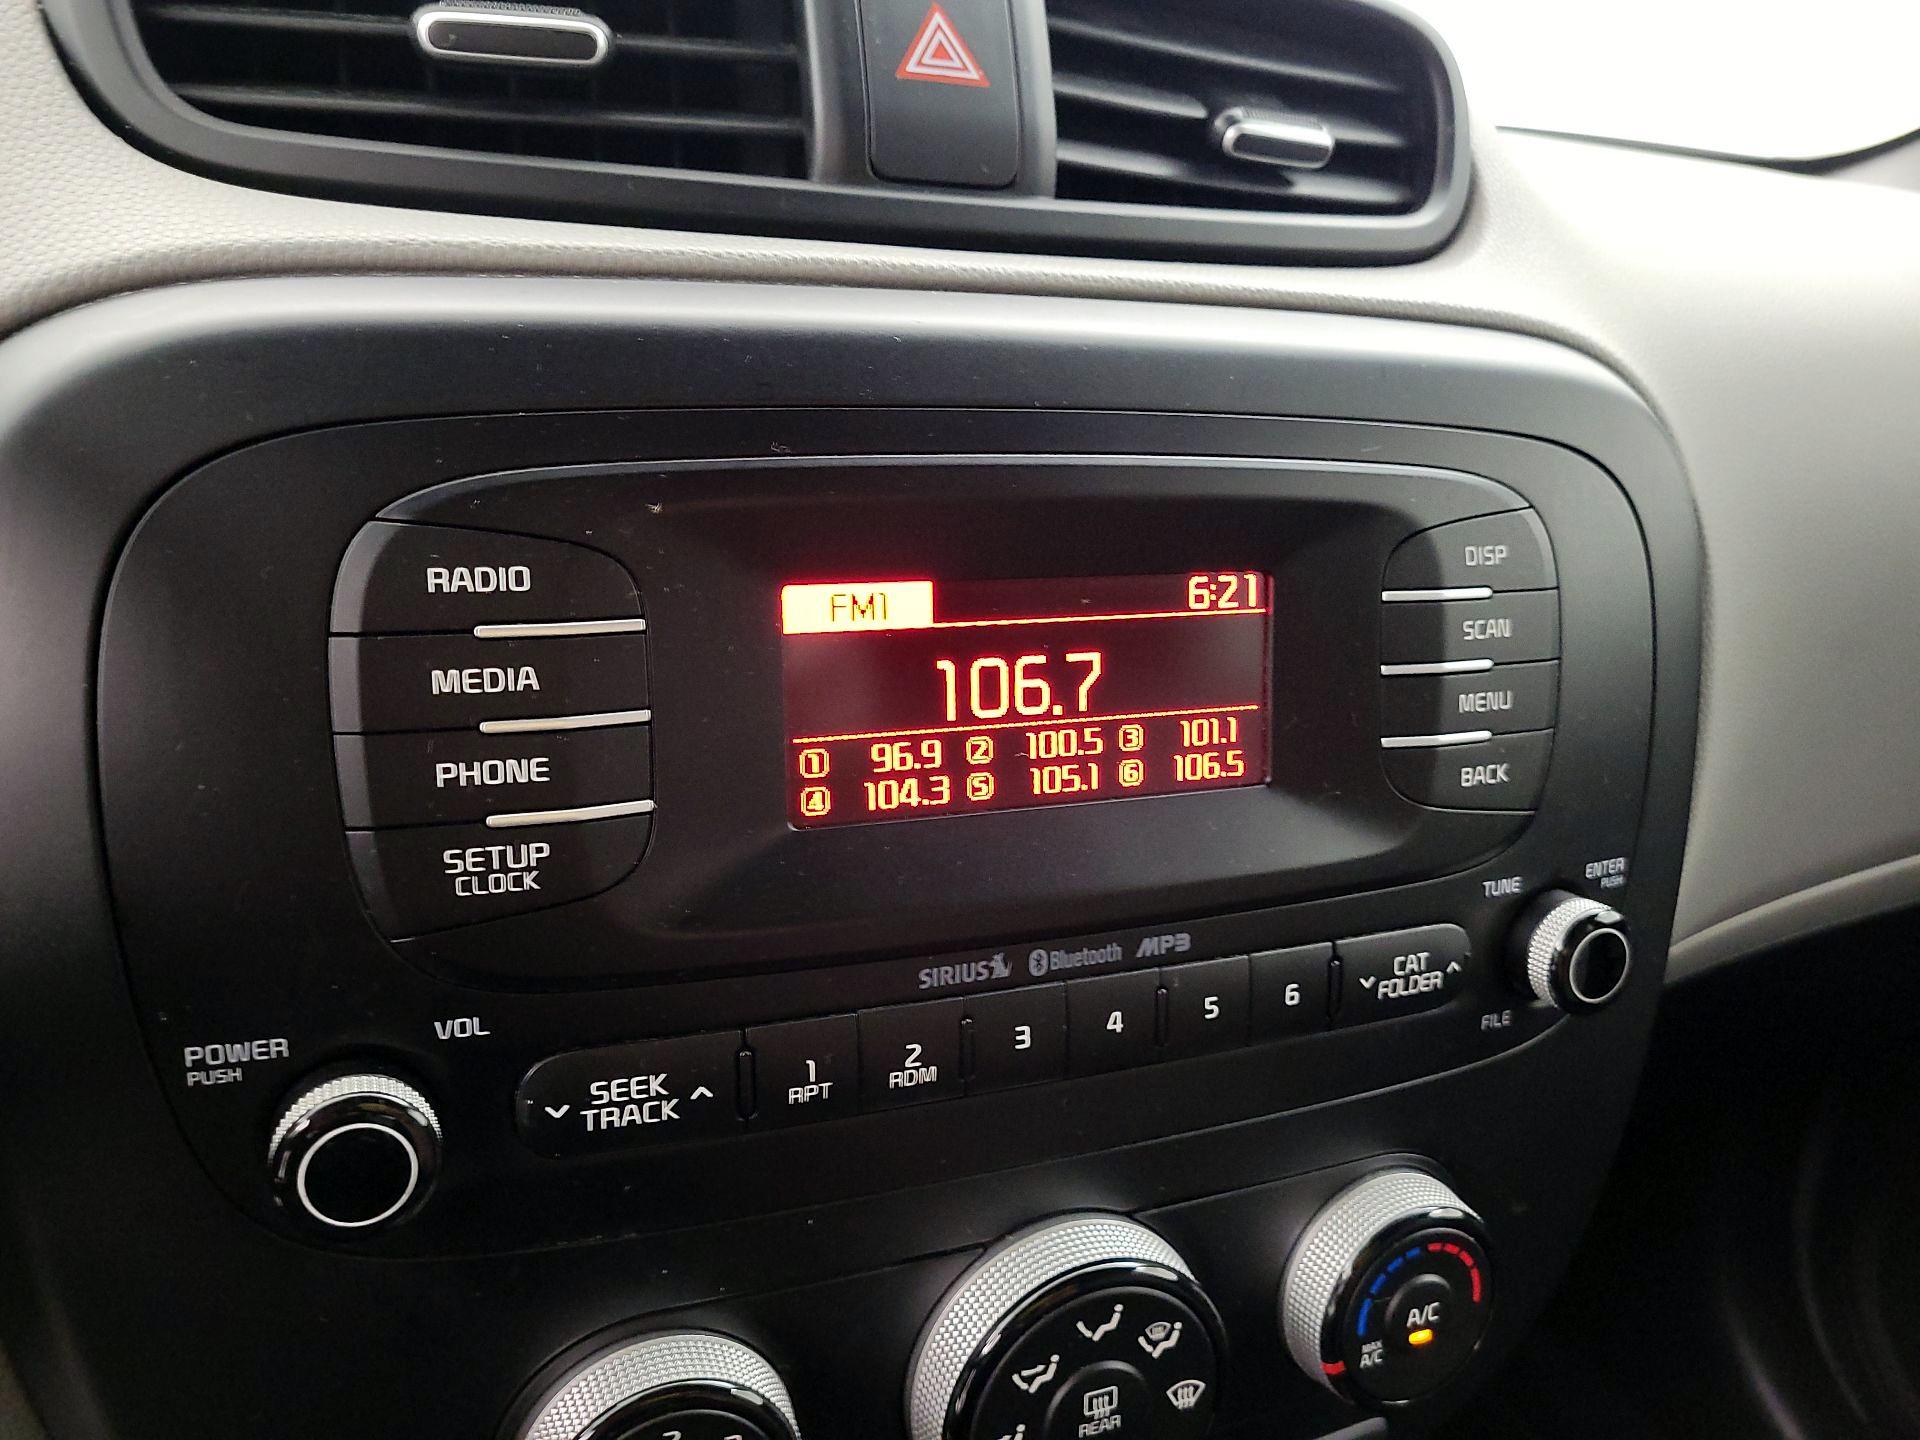 RADIO
MEDIA
PHONE
SETUP
CLOCK
FM1 6:21
106.7
1 96.9 2 100.5 3 101.1
4 104.3 5 105.1 6 106.5
DISP
SCAN
MENU
BACK
TUNE
ENTER
PUSH
FILE
SIRIUS Bluetooth MP3
POWER
PUSH
VOL
SEEK
TRACK
1
RPT
2
RDM
3
4
5
6
CAT
FOLDER
A/C
MAX
A/C
REAR